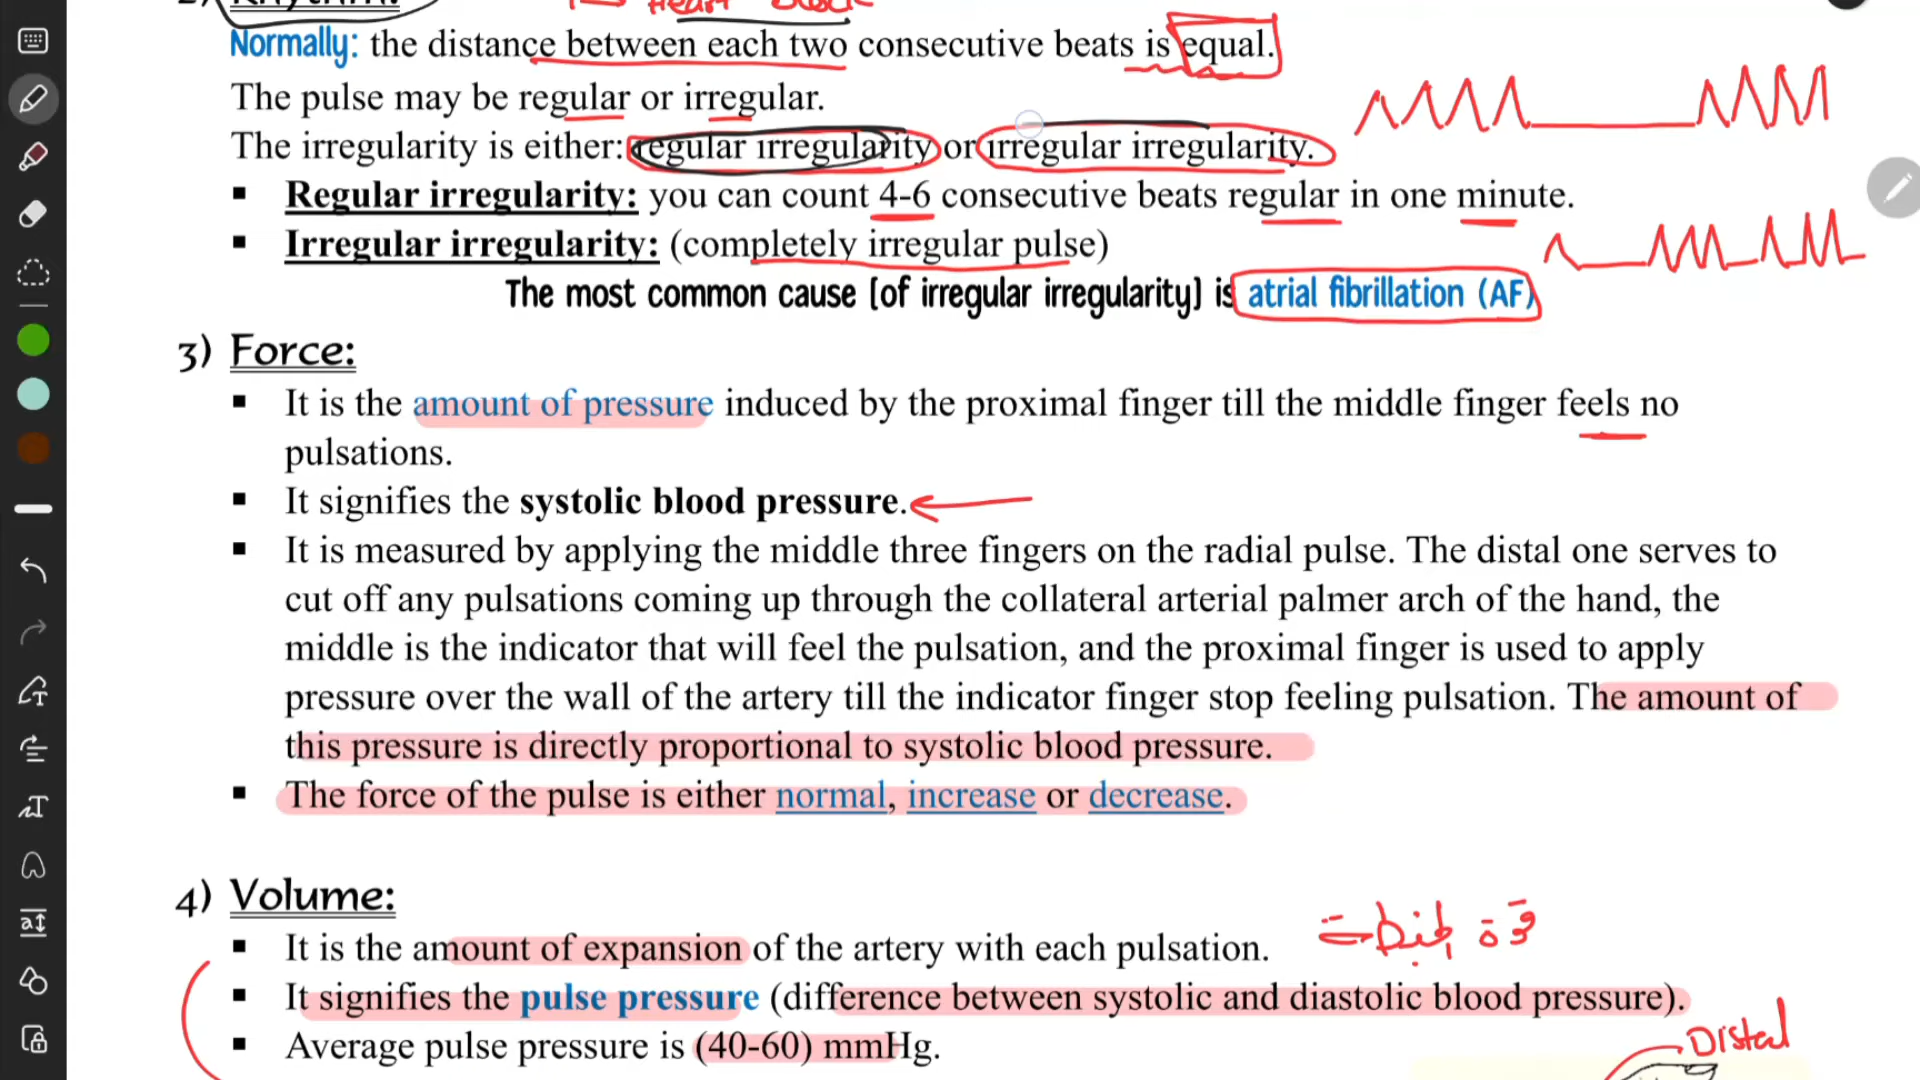 2) Rhythm:
Heart block
Normally: the distance between each two consecutive beats is equal.
The pulse may be regular or irregular.
The irregularity is either: regular irregularity or irregular irregularity.
▪ Regular irregularity: you can count 4-6 consecutive beats regular in one minute.
▪ Irregular irregularity: (completely irregular pulse)
The most common cause [of irregular irregularity] is atrial fibrillation (AF)
3) Force:
▪ It is the amount of pressure induced by the proximal finger till the middle finger feels no
pulsations.
▪ It signifies the systolic blood pressure.
▪ It is measured by applying the middle three fingers on the radial pulse. The distal one serves to
cut off any pulsations coming up through the collateral arterial palmer arch of the hand, the
middle is the indicator that will feel the pulsation, and the proximal finger is used to apply
pressure over the wall of the artery till the indicator finger stop feeling pulsation. The amount of
this pressure is directly proportional to systolic blood pressure.
▪ The force of the pulse is either normal, increase or decrease.
4) Volume:
▪ It is the amount of expansion of the artery with each pulsation.
▪ It signifies the pulse pressure (difference between systolic and diastolic blood pressure).
▪ Average pulse pressure is (40-60) mmHg.
Distal